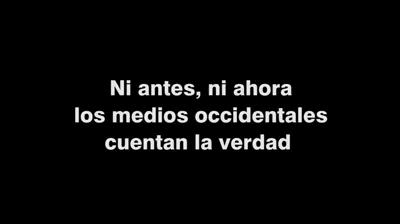 Ni antes, ni ahora
los medios occidentales
cuentan la verdad